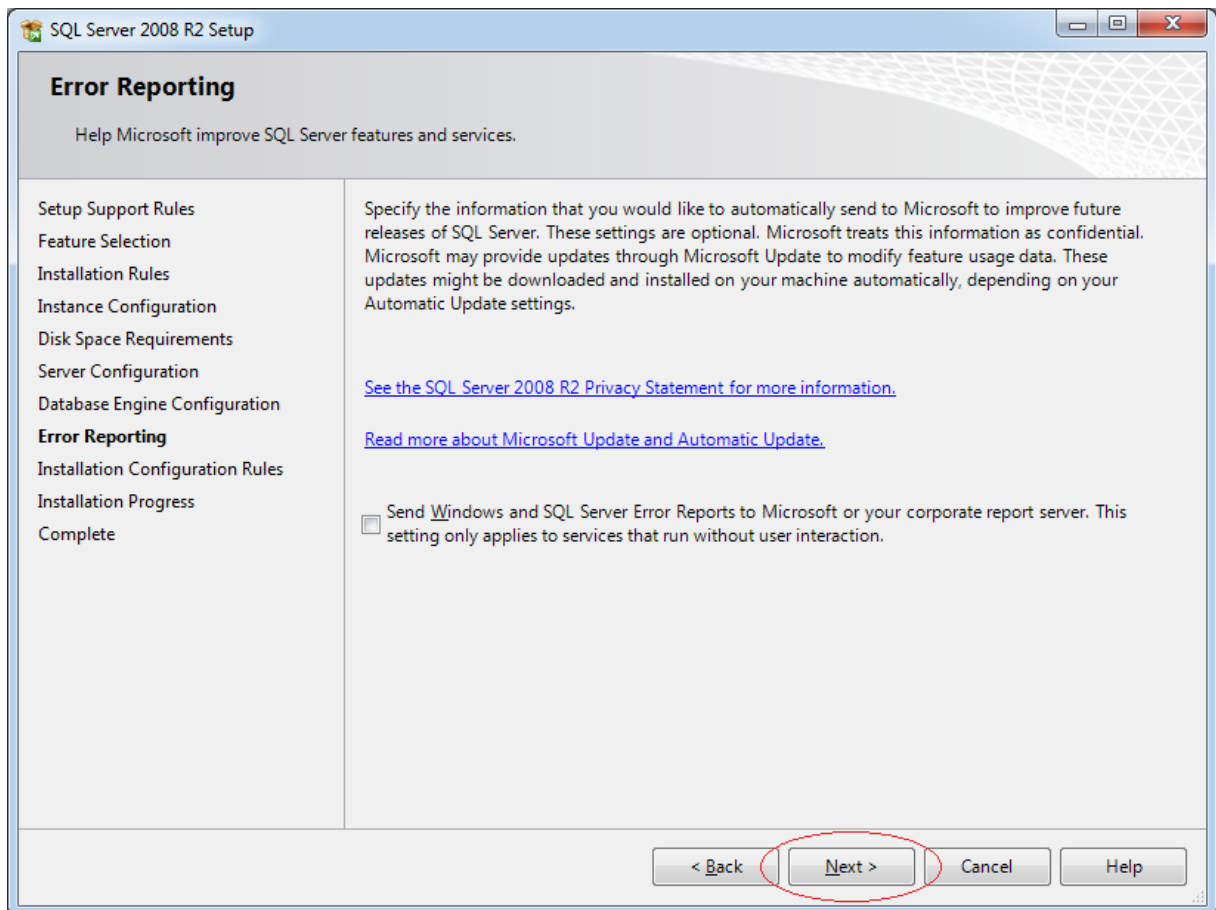 SQL Server 2008 R2 Setup
Error Reporting
Help Microsoft improve SQL Server features and services.
Setup Support Rules
Feature Selection
Installation Rules
Instance Configuration
Disk Space Requirements
Server Configuration
Database Engine Configuration
Error Reporting
Installation Configuration Rules
Installation Progress
Complete
Specify the information that you would like to automatically send to Microsoft to improve future
releases of SQL Server. These settings are optional. Microsoft treats this information as confidential.
Microsoft may provide updates through Microsoft Update to modify feature usage data. These
updates might be downloaded and installed on your machine automatically, depending on your
Automatic Update settings.
See the SQL Server 2008 R2 Privacy Statement for more information.
Read more about Microsoft Update and Automatic Update.
Send Windows and SQL Server Error Reports to Microsoft or your corporate report server. This
setting only applies to services that run without user interaction.
< Back
Next >
Cancel
Help